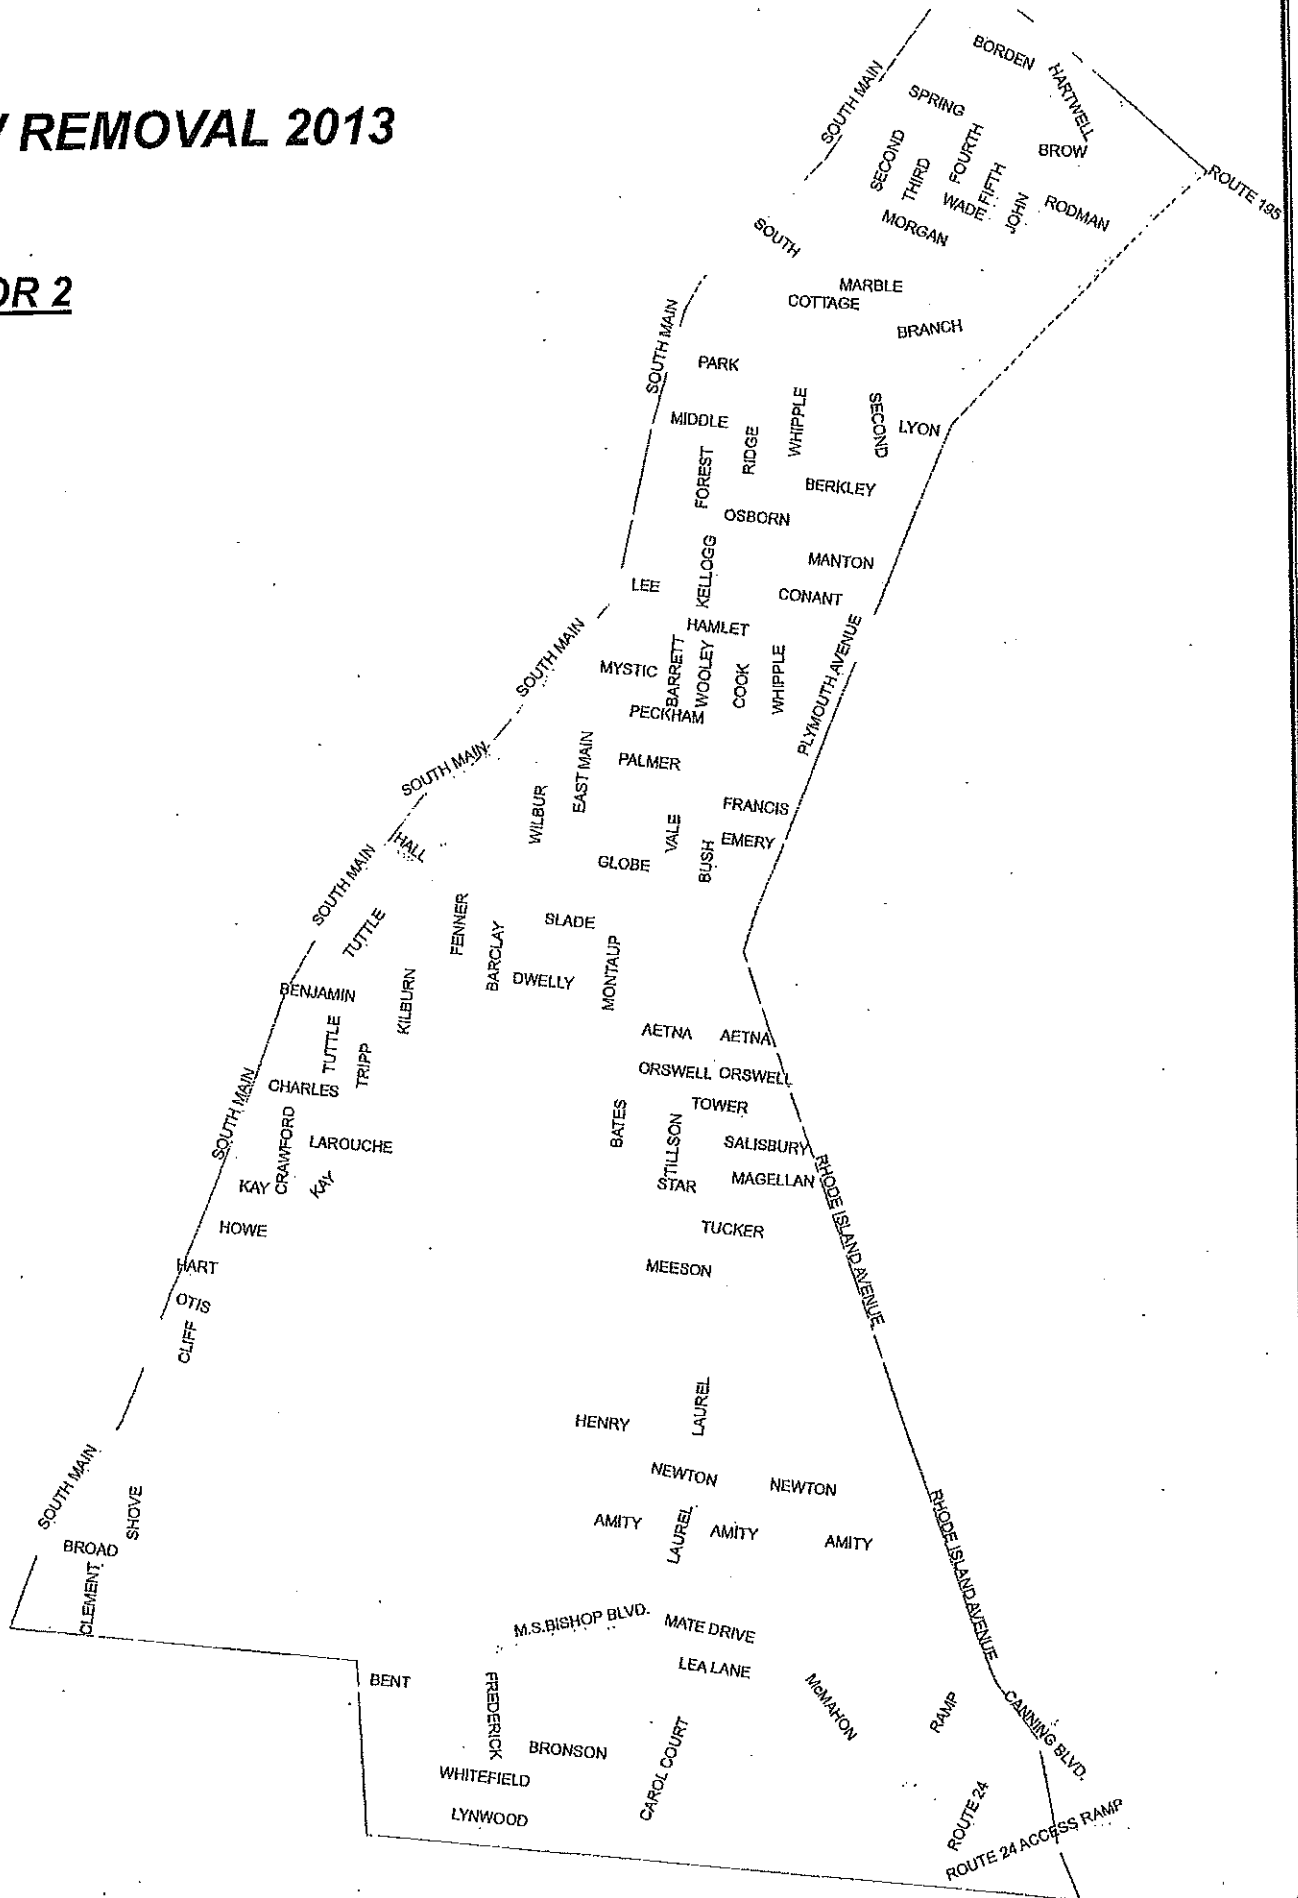 REMOVAL 2013
OR 2
BORDEN
HARTWELL
SOUTH MAIN
SPRING
SECOND
THIRD
FOURTH
FIFTH
BROW
WADE
JOHN
RODMAN
MORGAN
ROUTE 195
SOUTH
MARBLE
COTTAGE
BRANCH
SOUTH MAIN
PARK
MIDDLE
RIDGE
WHIPPLE
SECOND
LYON
FOREST
BERKLEY
OSBORN
KELLOGG
MANTON
LEE
CONANT
HAMLET
SOUTH MAIN
MYSTIC
BARRETT
WOOLEY
COOK
WHIPPLE
PLYMOUTH AVENUE
PECKHAM
SOUTH MAIN
EAST MAIN
PALMER
WILBUR
FRANCIS
VALE
EMERY
HALL
GLOBE
BUSH
SOUTH MAIN
TUTTLE
FENNER
SLADE
BARCLAY
DWELLY
MONTAUP
BENJAMIN
KILBURN
TUTTLE
TRIPP
AETNA
AETNA
ORSWELL
ORSWELL
CHARLES
SOUTH MAIN
BATES
TOWER
TILLSON
SALISBURY
CRAWFORD
LAROUCHE
KAY
KAY
STAR
MAGELLAN
RHODE ISLAND AVENUE
HOWE
TUCKER
HART
MEESON
OTIS
CLIFF
LAUREL
HENRY
SOUTH MAIN
NEWTON
NEWTON
SHOVE
AMITY
LAUREL
AMITY
AMITY
RHODE ISLAND AVENUE
BROAD
CLEMENT
M.S.BISHOP BLVD.
MATE DRIVE
LEA LANE
BENT
FREDERICK
McMAHON
RAMP
CANNING BLVD.
BRONSON
CAROL COURT
WHITEFIELD
LYNWOOD
ROUTE 24
ROUTE 24 ACCESS RAMP